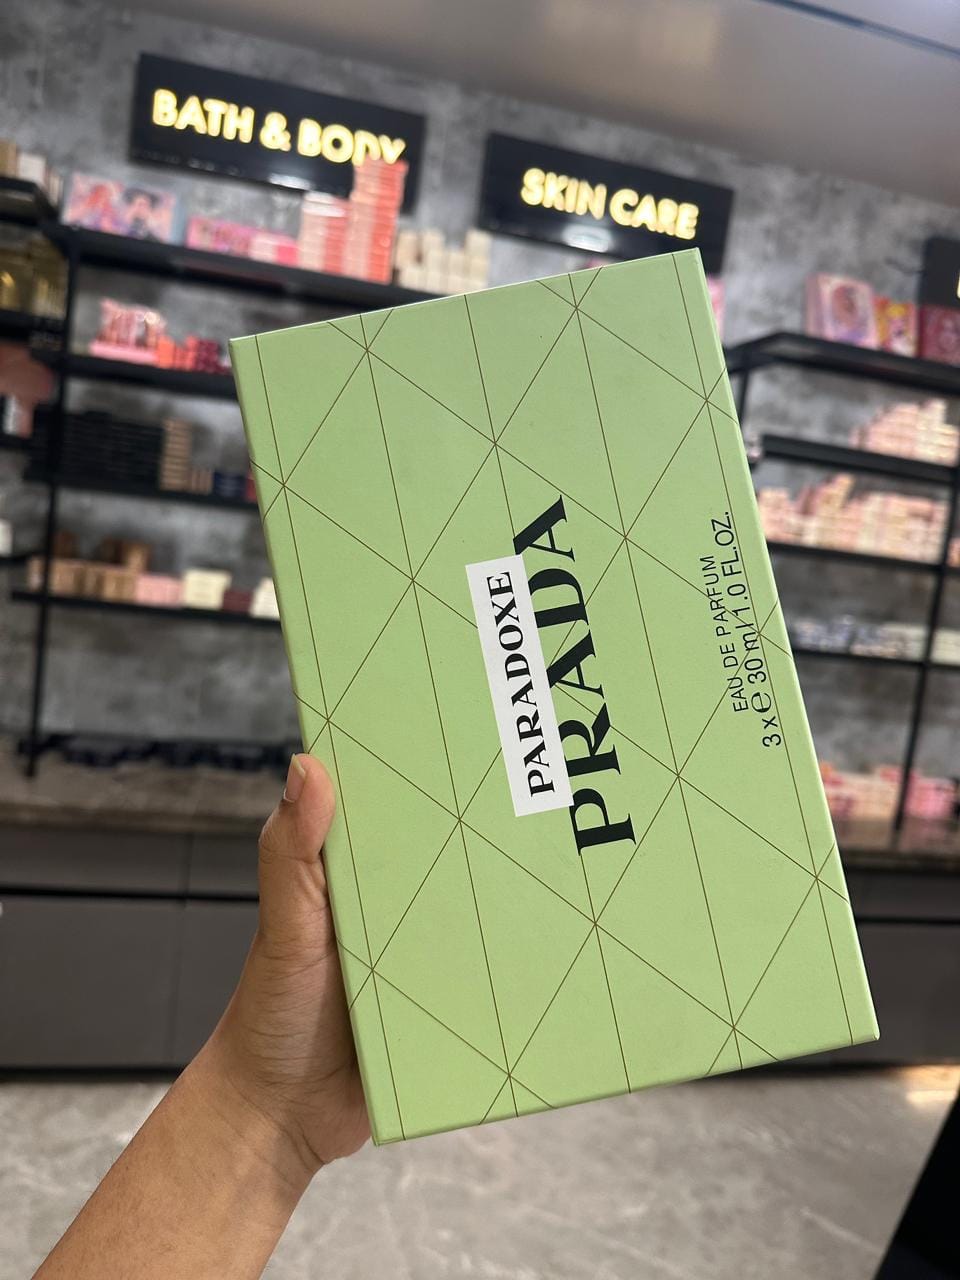 BATH & BODY
SKIN CARE
PARADOXE
PRADA
EAU DE PARFUM
3 x e 30 ml / 1.0 FL.OZ.